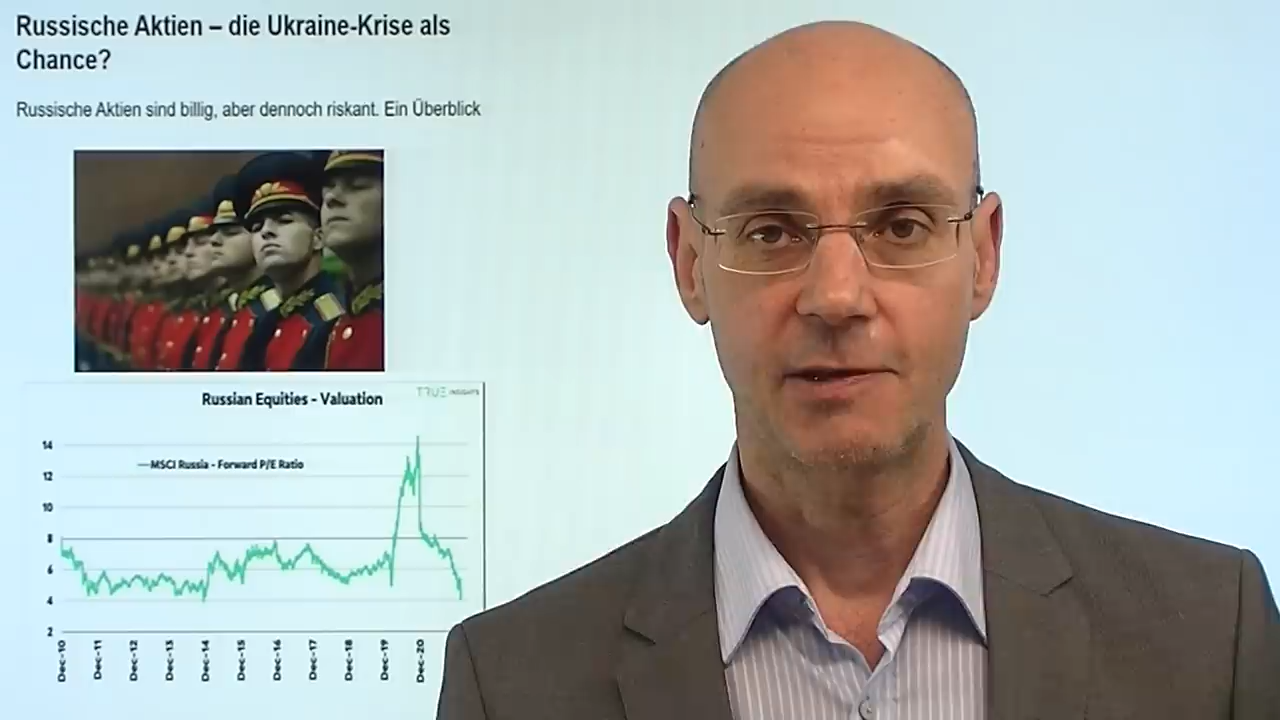 Russische Aktien – die Ukraine-Krise als
Chance?
Russische Aktien sind billig, aber dennoch riskant. Ein Überblick
Russian Equities - Valuation
TRUE INSIGHTS
MSCI Russia - Forward P/E Ratio
14
12
10
8
6
4
2
Dec-10
Dec-11
Dec-12
Dec-13
Dec-14
Dec-15
Dec-16
Dec-17
Dec-18
Dec-19
Dec-20